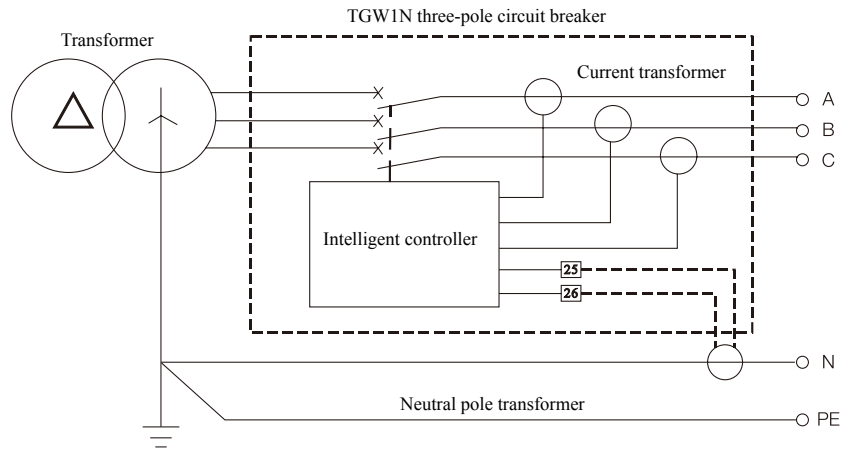 TGW1N three-pole circuit breaker
Transformer
Current transformer
A
B
C
Intelligent controller
25
26
N
Neutral pole transformer
PE